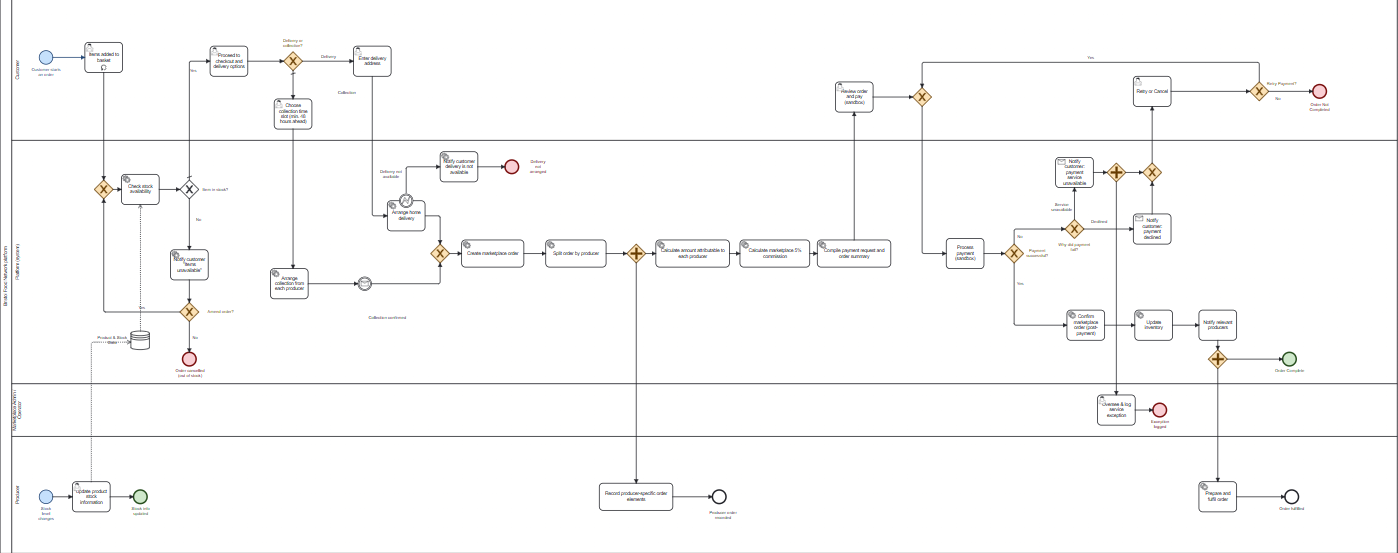 Delivery or
collection?
Items added to
basket
Proceed to
checkout and
delivery options
Delivery
Enter delivery
address
Yes
Customer
Customer starts
an order
Yes
Review order
and pay
(sandbox)
Retry or Cancel
Retry Payment?
No
Order Not
Completed
Collection
Choose
collection time
slot (min. 48
hours ahead)
Notify customer
delivery is not
available
Delivery
not
arranged
Delivery not
available
Notify
customer:
payment
service
unavailable
Check stock
availability
Item in stock?
Arrange home
delivery
No
Service
unavailable
Declined
Notify
customer:
payment
declined
No
Why did payment
fail?
Bristol Food Network platform
Platform (system)
Notify customer
"items
unavailable"
Create marketplace order
Split order by producer
Calculate amount attributable to
each producer
Calculate marketplace 5%
commission
Compile payment request and
order summary
Process
payment
(sandbox)
Payment
successful?
Arrange
collection from
each producer
Yes
Yes
Amend order?
Collection confirmed
Confirm
marketplace
order (post-
payment)
Update
inventory
Notify relevant
producers
Product & Stock
Data
No
Order cancelled
(out of stock)
Order Complete
Operator
Oversee & log
service
exception
Exception
logged
Producer
Update product
stock
information
Stock
level
changes
Stock info
updated
Record producer-specific order
elements
Producer order
recorded
Prepare and
fulfil order
Order fulfilled